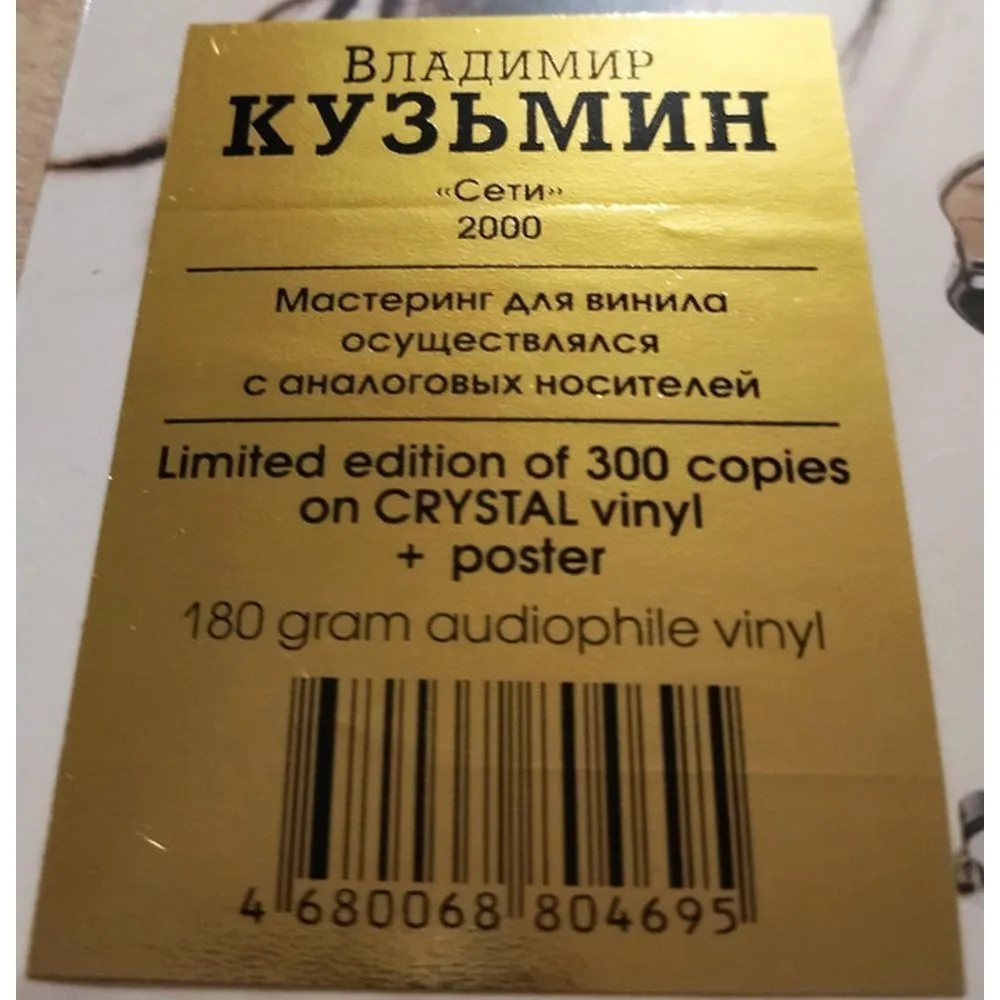 Владимир
КУЗЬМИН
«Сети»
2000
Мастеринг для винила
осуществлялся
с аналоговых носителей
Limited edition of 300 copies
on CRYSTAL vinyl
+ poster
180 gram audiophile vinyl
4 680068 804695